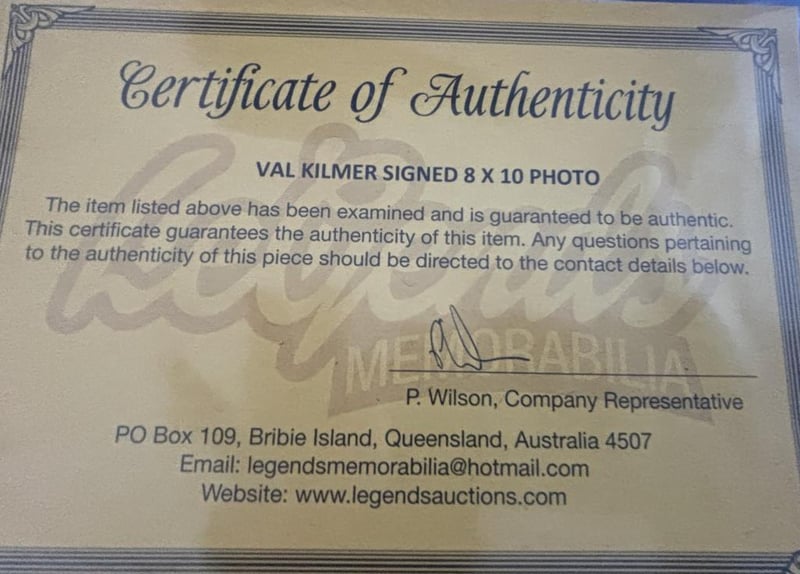 Certificate of Authenticity
VAL KILMER SIGNED 8 X 10 PHOTO
The item listed above has been examined and is guaranteed to be authentic.
This certificate guarantees the authenticity of this item. Any questions pertaining
to the authenticity of this piece should be directed to the contact details below.
Legends
MEMORABILIA
P. Wilson, Company Representative
PO Box 109, Bribie Island, Queensland, Australia 4507
Email: legendsmemorabilia@hotmail.com
Website: www.legendsauctions.com